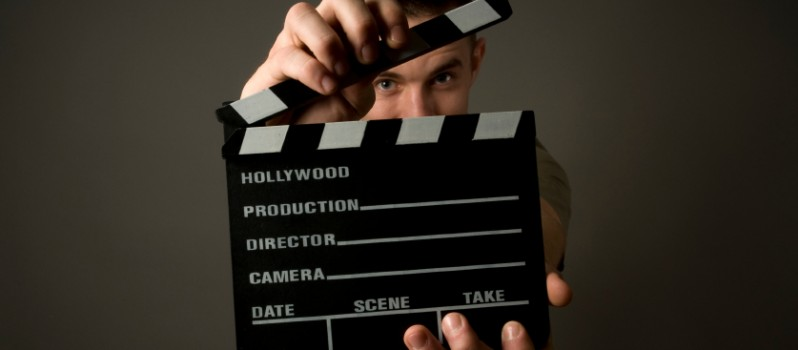 HOLLYWOOD
PRODUCTION
DIRECTOR
CAMERA
DATE SCENE TAKE